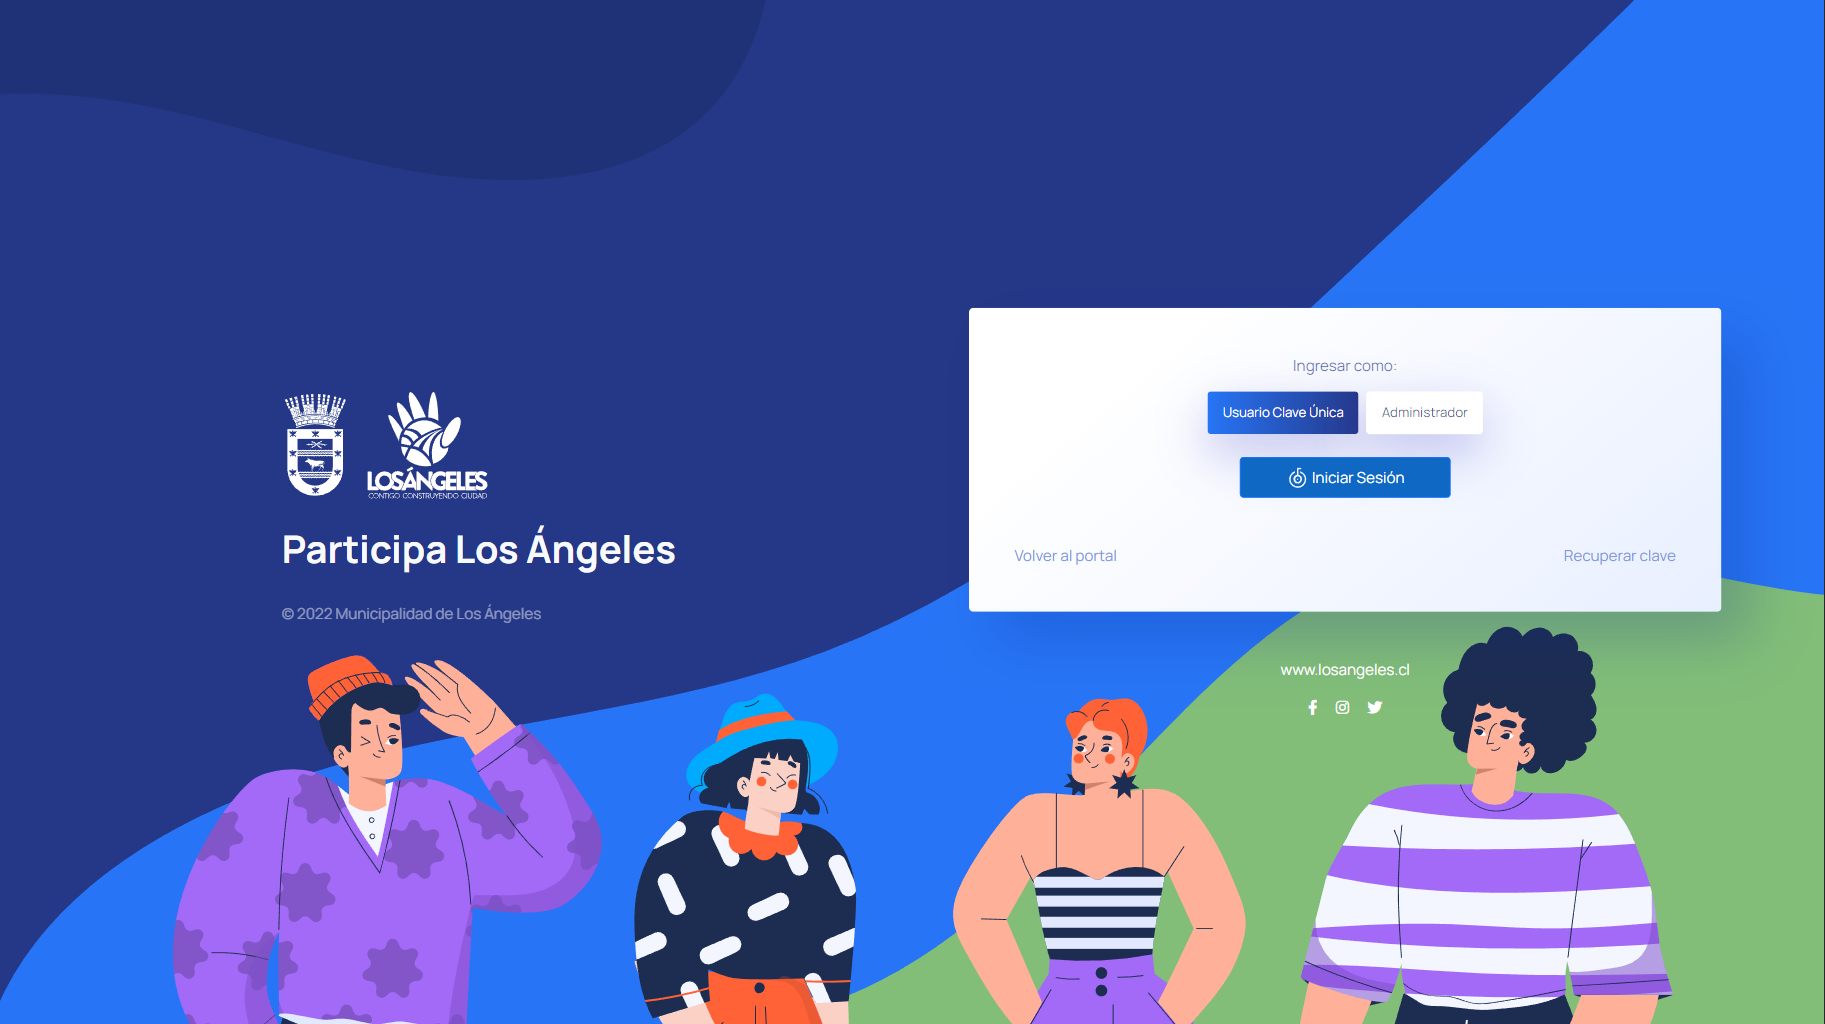 LOSÁNGELES
CONTIGO CONSTRUYENDO CIUDAD
Participa Los Ángeles
© 2022 Municipalidad de Los Ángeles
Ingresar como:
Usuario Clave Única
Administrador
Iniciar Sesión
Volver al portal
Recuperar clave
www.losangeles.cl